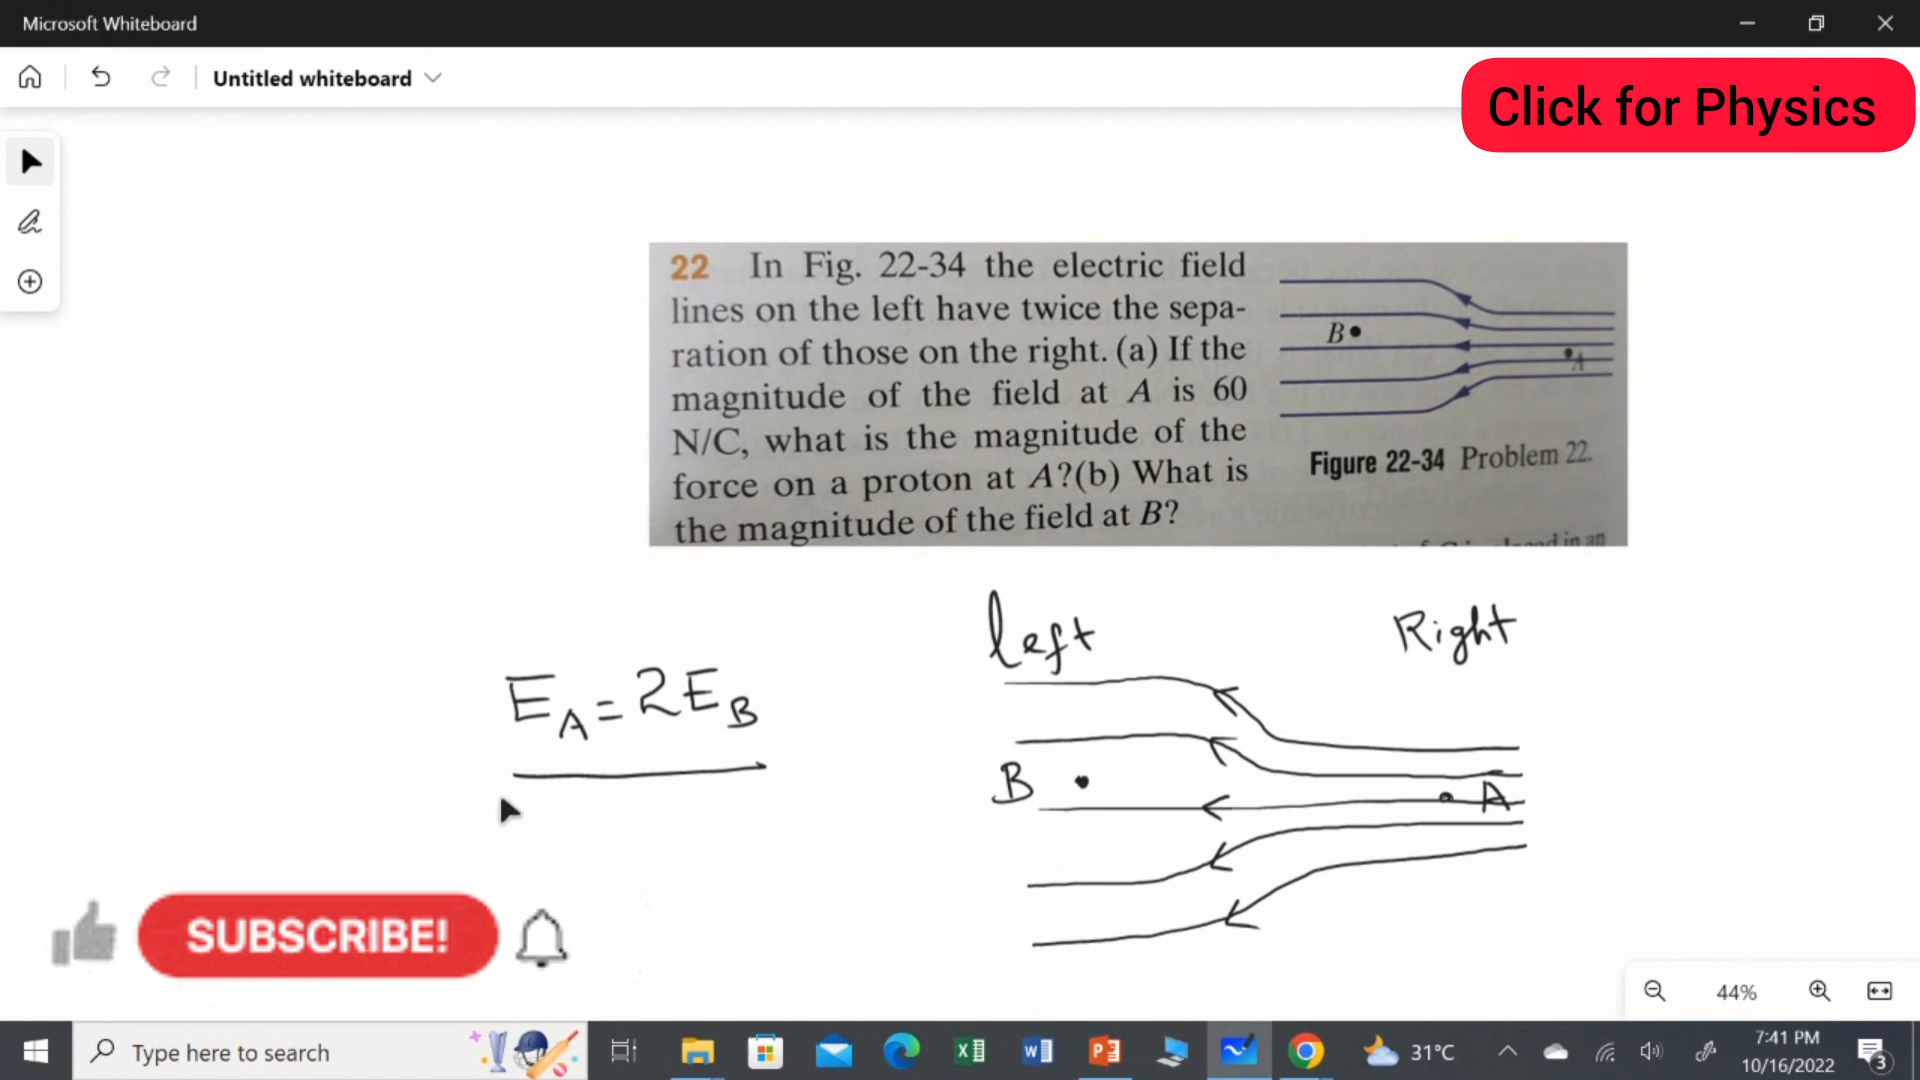 Microsoft Whiteboard
Untitled whiteboard
Click for Physics
22 In Fig. 22-34 the electric field
lines on the left have twice the sepa-
ration of those on the right. (a) If the
magnitude of the field at A is 60
N/C, what is the magnitude of the
force on a proton at A?(b) What is
the magnitude of the field at B?
B
A
Figure 22-34 Problem 22.
left
Right
E_A = 2E_B
B
A
SUBSCRIBE!
44%
Type here to search
31°C
7:41 PM
10/16/2022
3